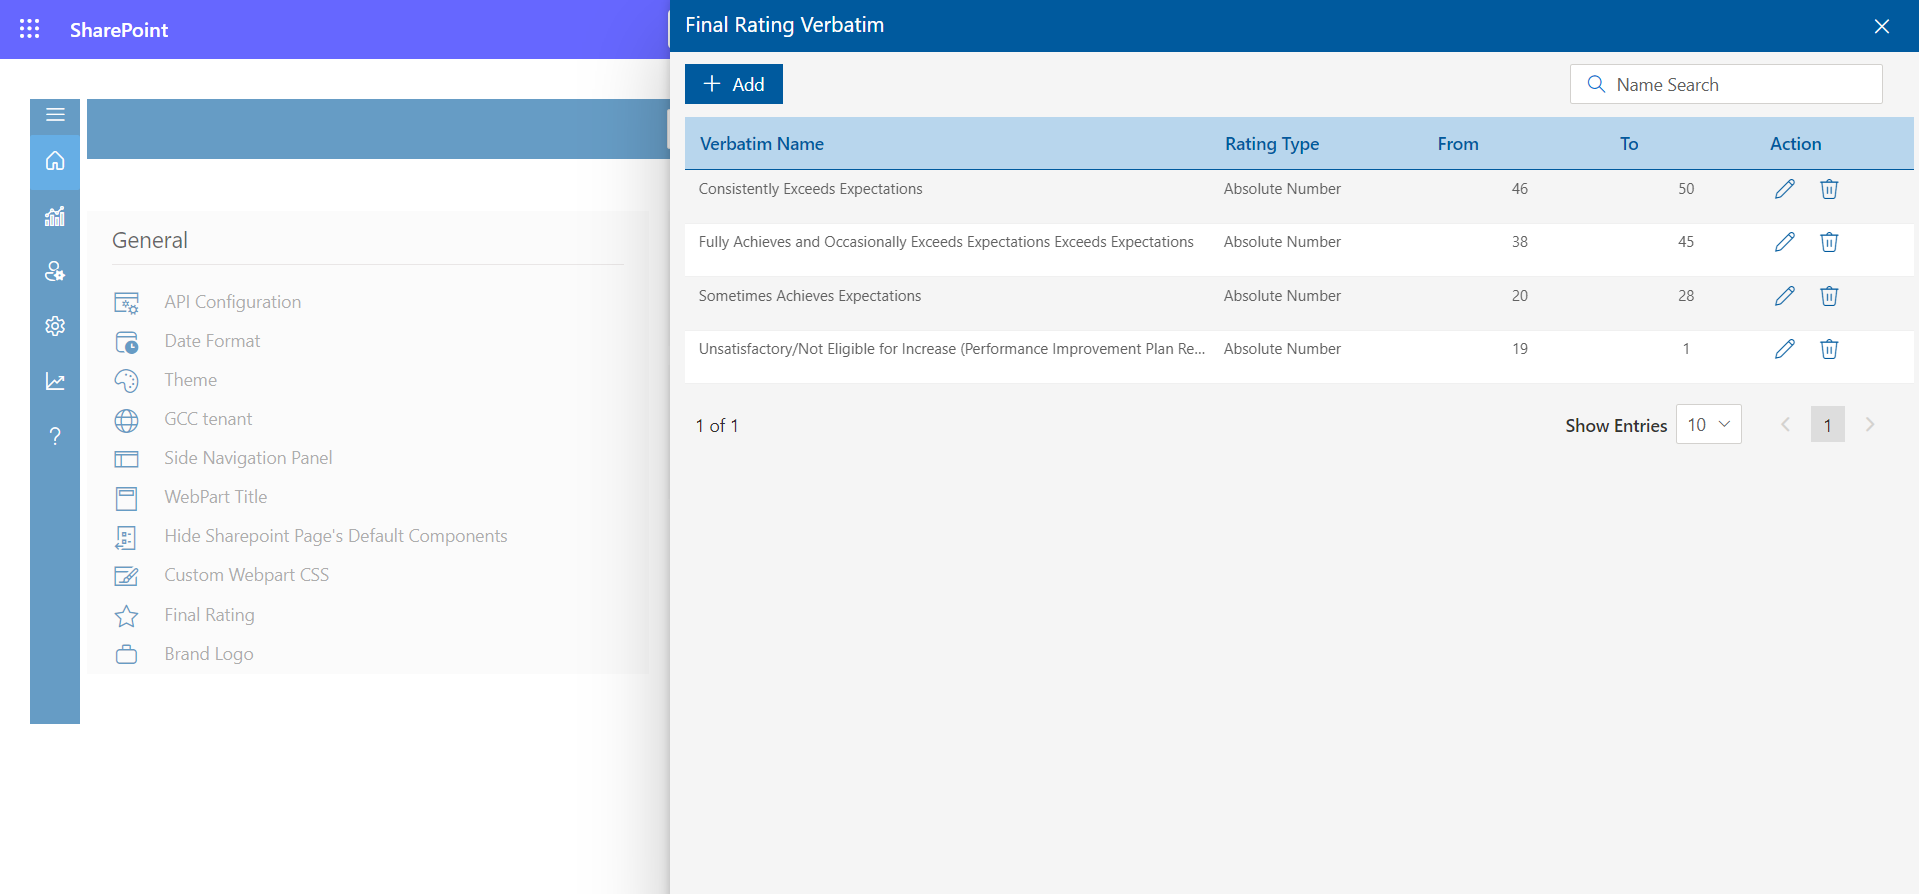 SharePoint
Final Rating Verbatim
Add
Name Search
Verbatim Name Rating Type From To Action
Consistently Exceeds Expectations Absolute Number 46 50
Fully Achieves and Occasionally Exceeds Expectations Exceeds Expectations Absolute Number 38 45
Sometimes Achieves Expectations Absolute Number 20 28
Unsatisfactory/Not Eligible for Increase (Performance Improvement Plan Re... Absolute Number 19 1
1 of 1
Show Entries 10 1
General
API Configuration
Date Format
Theme
GCC tenant
Side Navigation Panel
WebPart Title
Hide Sharepoint Page's Default Components
Custom Webpart CSS
Final Rating
Brand Logo